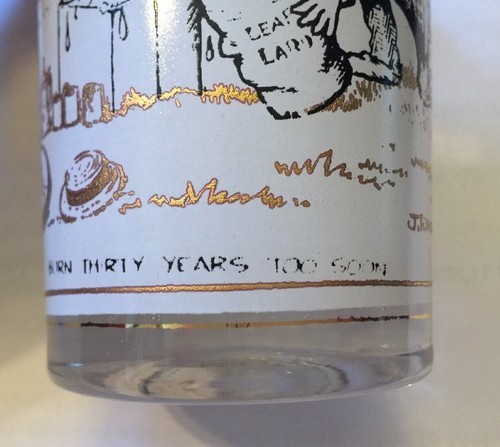 LEAF
LARD
J.
BORN THIRTY YEARS TOO SOON